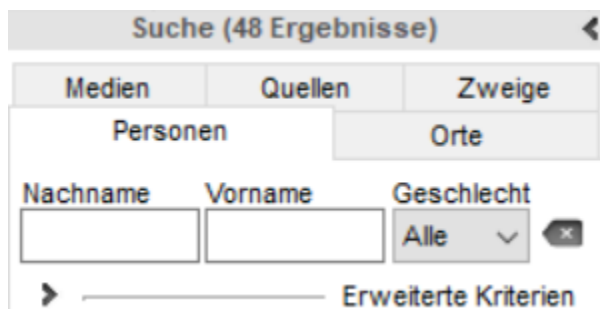 Suche (48 Ergebnisse)
Medien Quellen Zweige
Personen Orte
Nachname Vorname Geschlecht
Alle
Erweiterte Kriterien